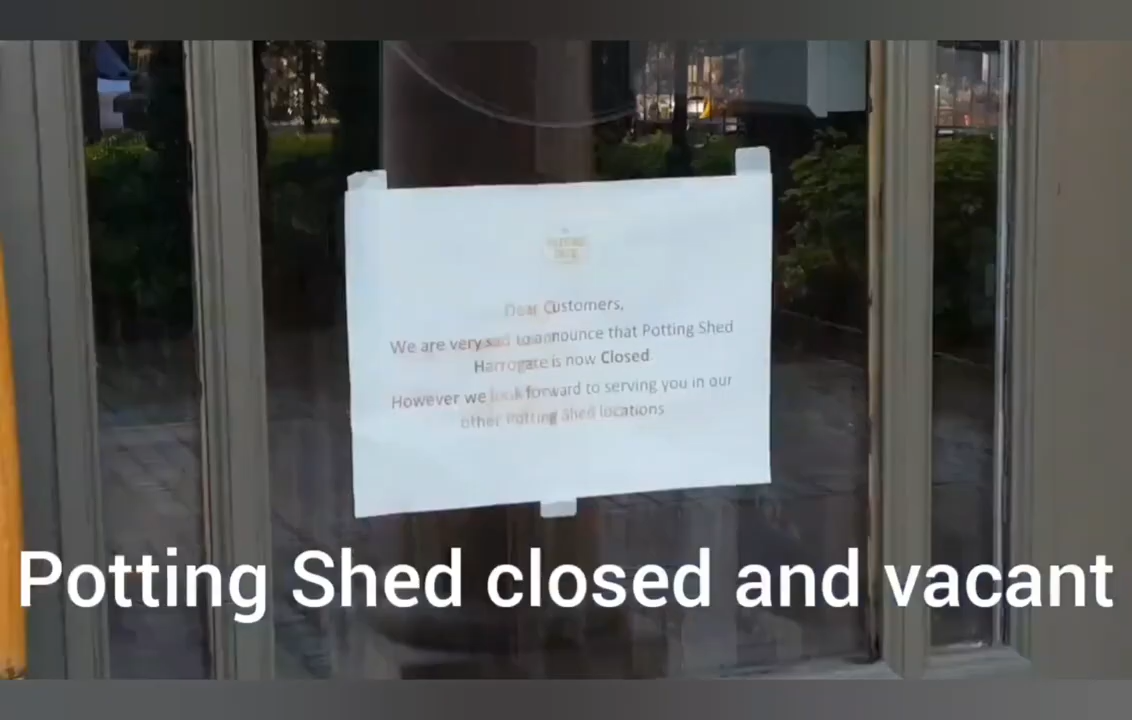 Dear Customers,
We are very sad to announce that Potting Shed
Harrogate is now Closed
However we look forward to serving you in our
other Potting Shed locations
Potting Shed closed and vacant